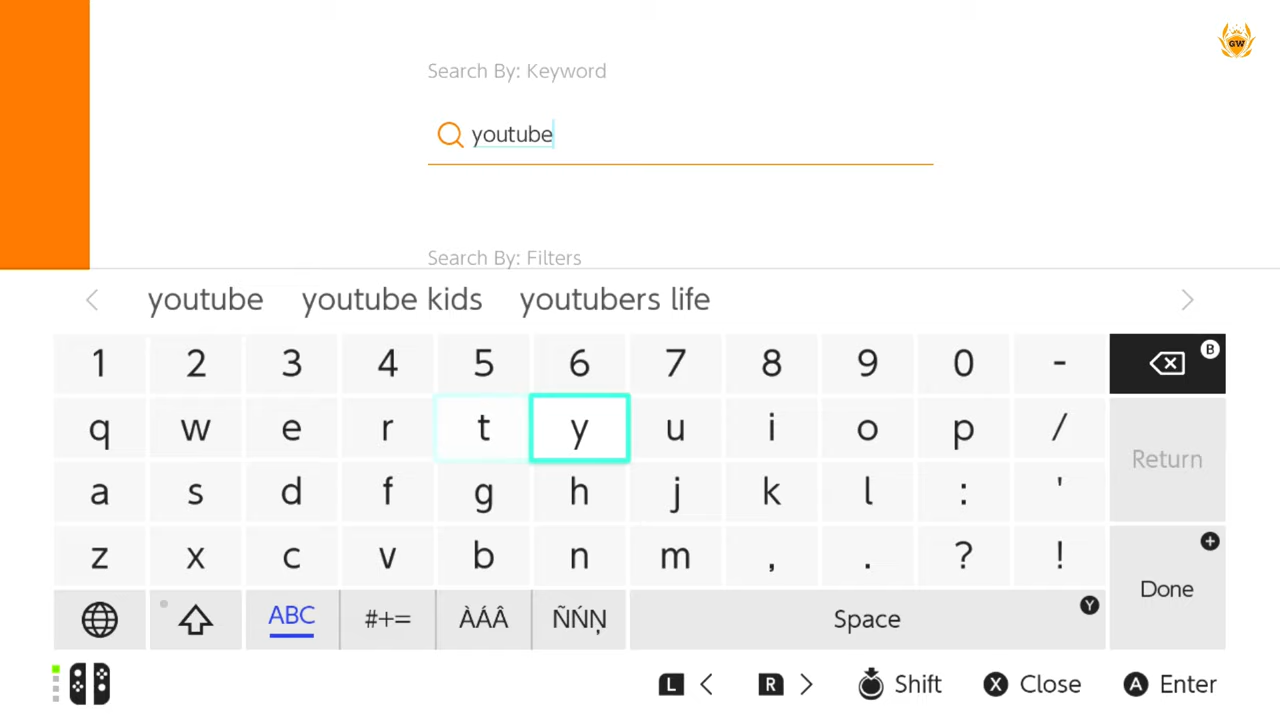 GW
Search By: Keyword
youtube
Search By: Filters
youtube youtube kids youtubers life
1 2 3 4 5 6 7 8 9 0 - B
q w e r t y u i o p / Return
a s d f g h j k l : '
z x c v b n m , . ? ! + Done
ABC #+= ÀÁÂ ÑŃŅ Space Y
L < R > Shift X Close A Enter